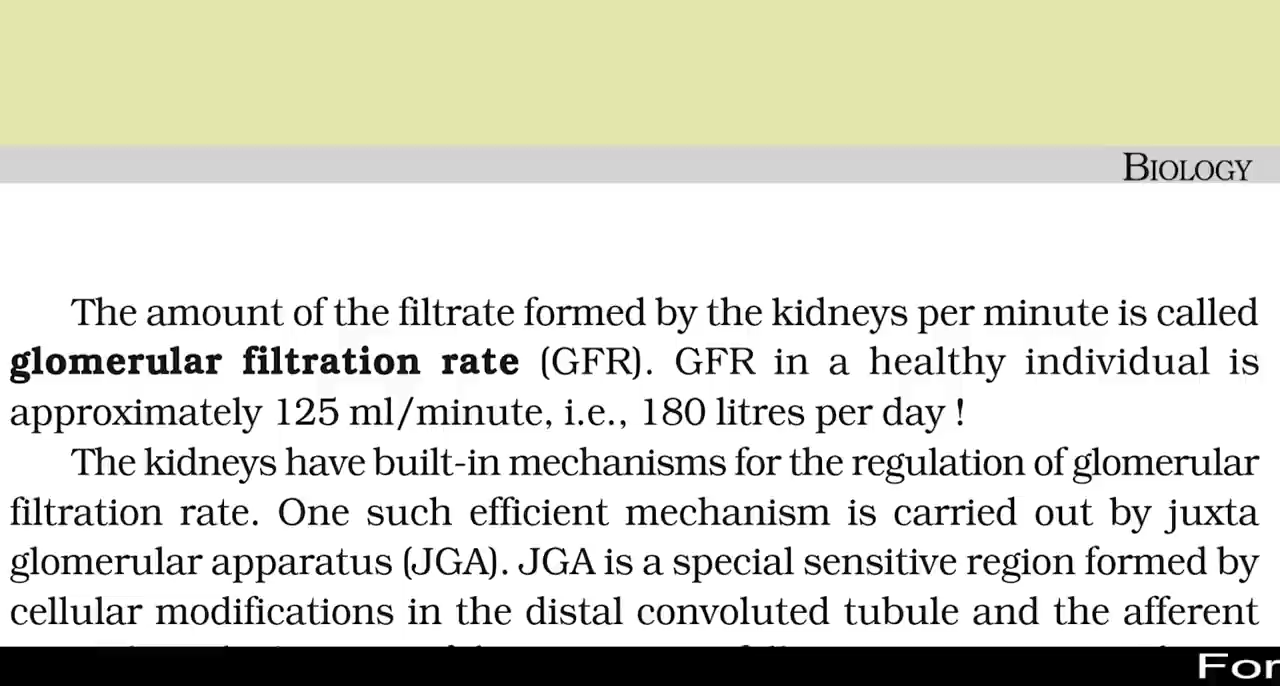 BIOLOGY
The amount of the filtrate formed by the kidneys per minute is called
glomerular filtration rate (GFR). GFR in a healthy individual is
approximately 125 ml/minute, i.e., 180 litres per day !
The kidneys have built-in mechanisms for the regulation of glomerular
filtration rate. One such efficient mechanism is carried out by juxta
glomerular apparatus (JGA). JGA is a special sensitive region formed by
cellular modifications in the distal convoluted tubule and the afferent
For